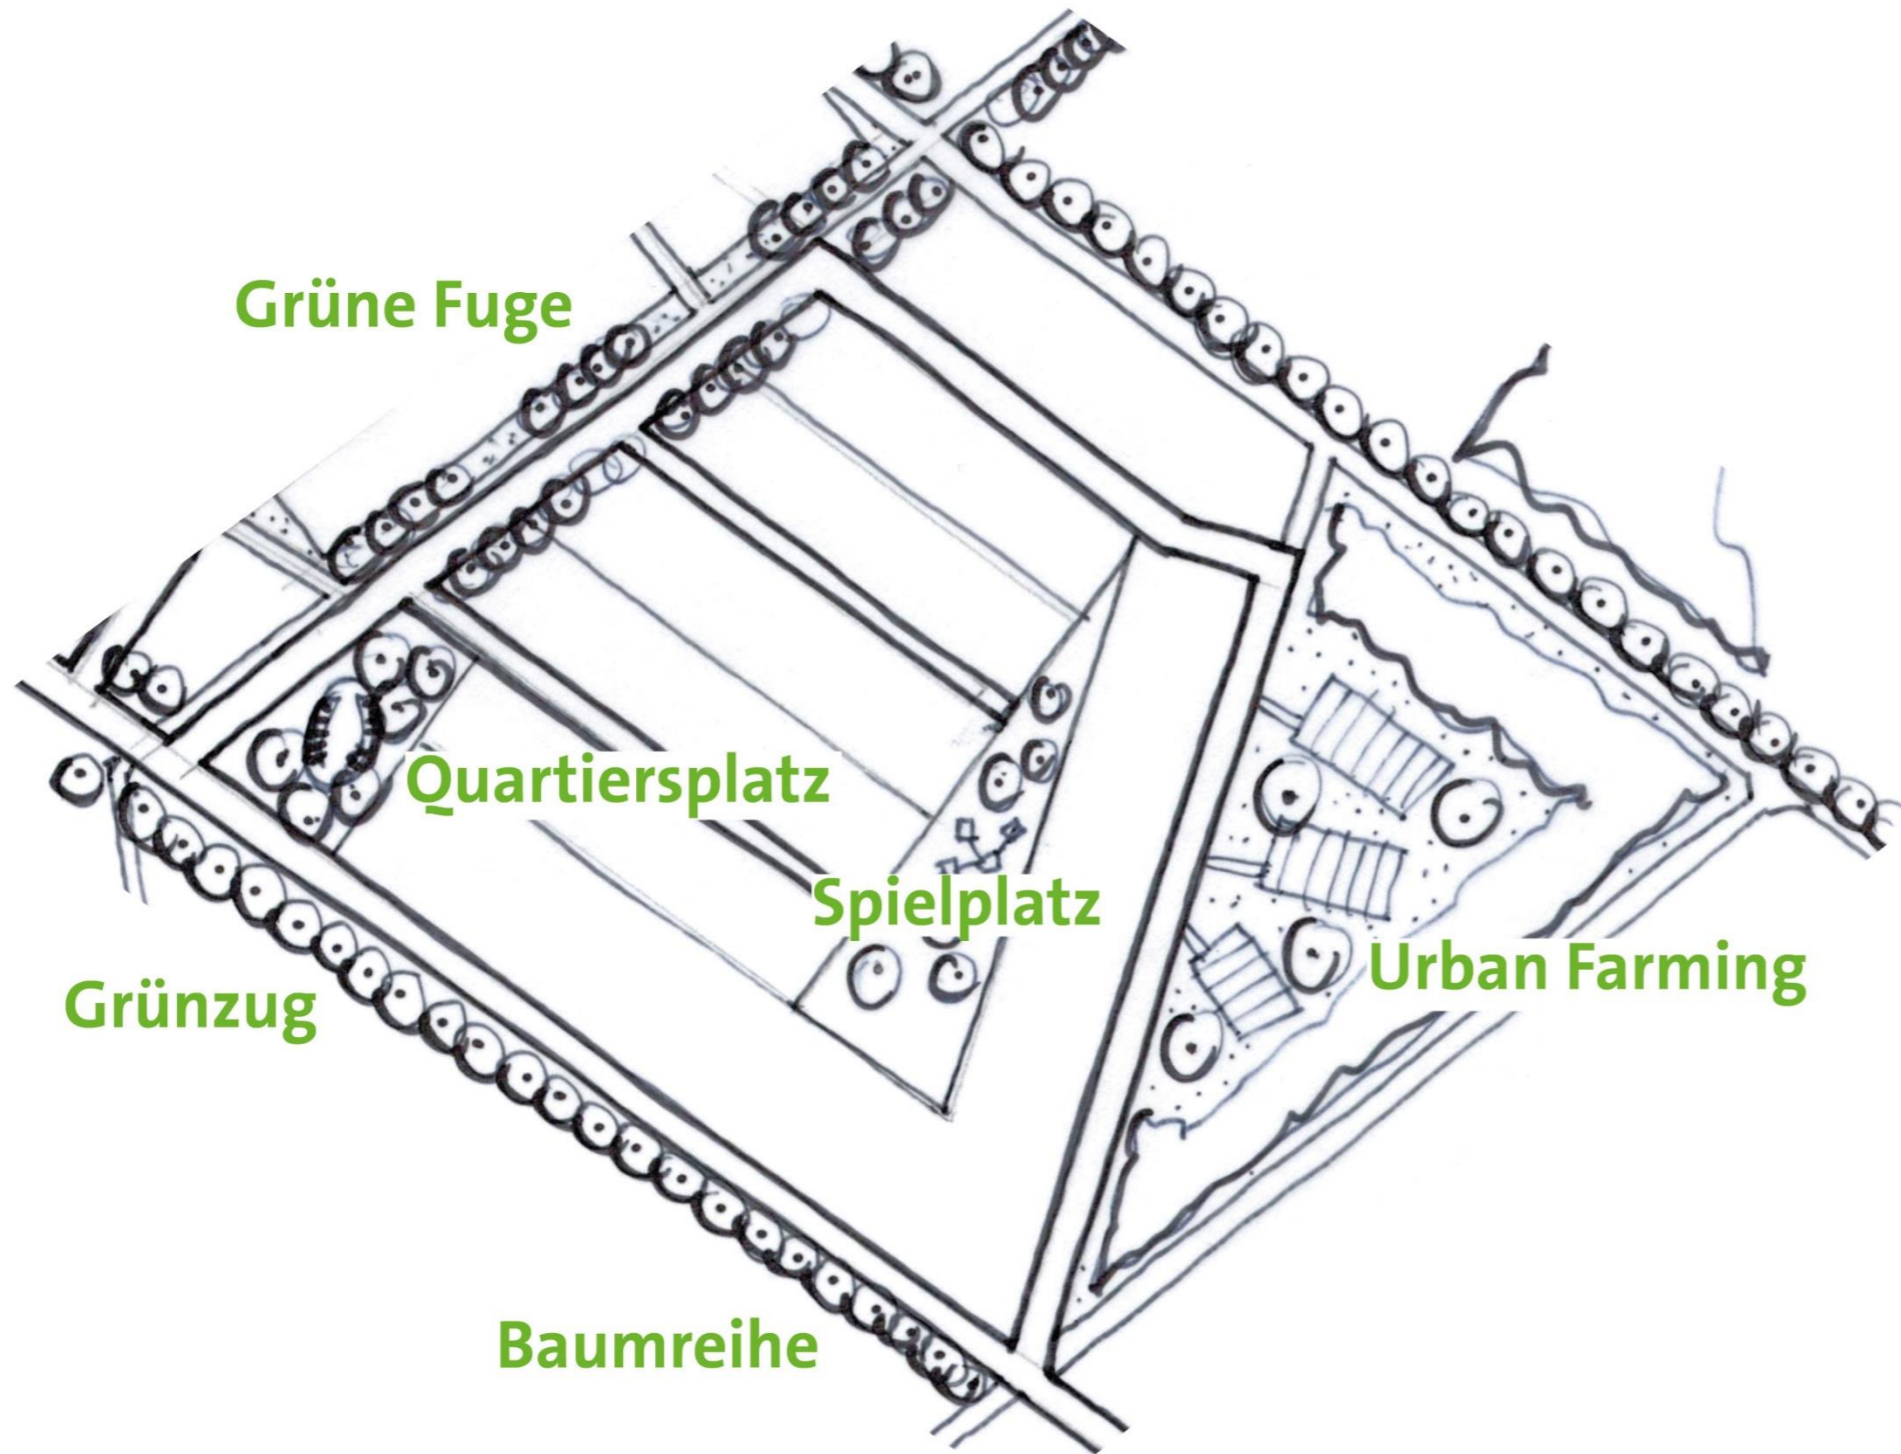 Grüne Fuge
Quartiersplatz
Spielplatz
Urban Farming
Grünzug
Baumreihe